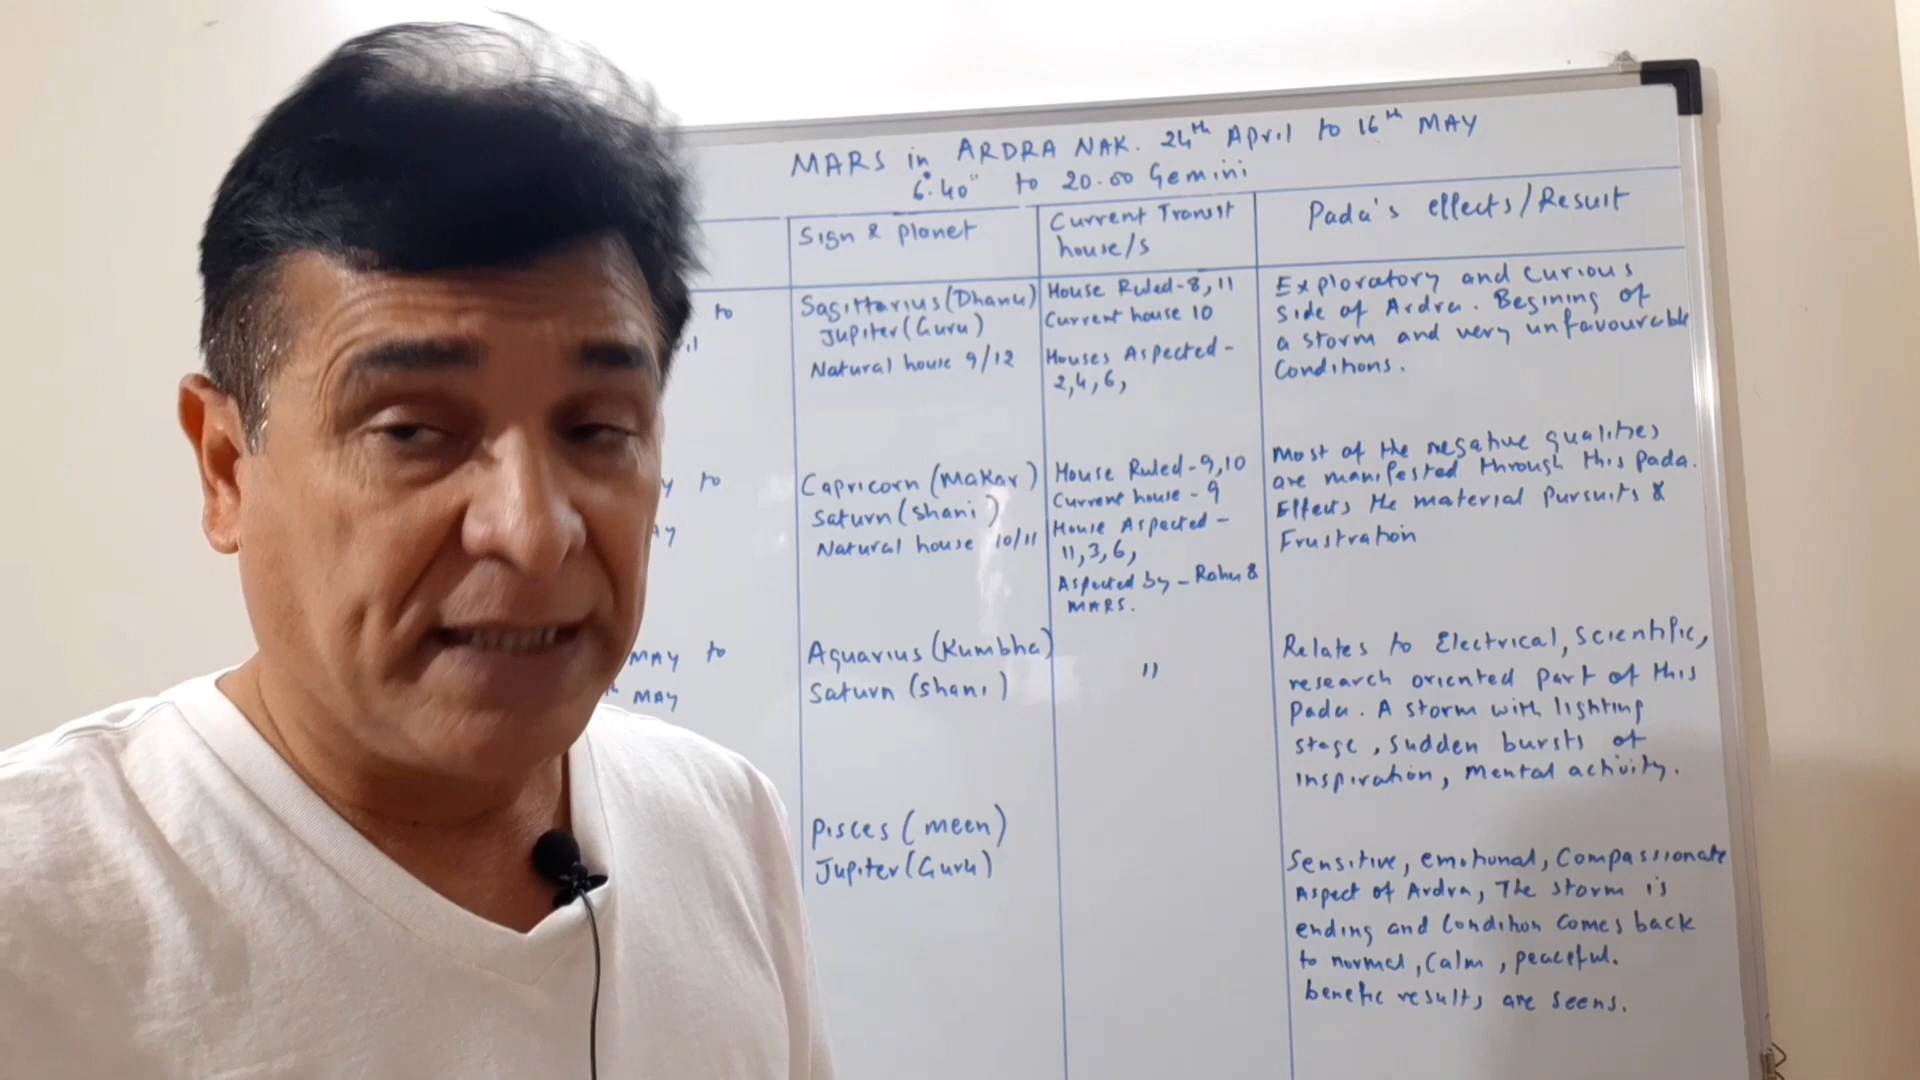 MARS in ARDRA NAK. 24th April to 16th MAY
6°.40" to 20.00 Gemini
Sign & planet
Current Transit
house/s
Pada's effects/Result
to
Sagittarius (Dhanu)
Jupiter (Guru)
Natural house 9/12
House Ruled-8,11
Current house 10
Houses Aspected -
2,4,6,
Exploratory and curious
side of Ardra. Begining of
a storm and very unfavourable
Conditions.
to
Capricorn (Makar)
Saturn (Shani)
Natural house 10/11
House Ruled-9,10
Current house - 9
House Aspected -
11,3,6,
Aspected by - Rahu &
MARS.
Most of the negative qualities
are manifested through this pada.
Effects the material pursuits &
Frustration
MAY to
MAY
Aquarius (Kumbha)
Saturn (Shani)
"
Relates to Electrical, Scientific,
research oriented part of this
Pada. A storm with lighting
stage, sudden bursts of
inspiration, mental activity.
Pisces (meen)
Jupiter (Guru)
Sensitive, emotional, compassionate
Aspect of Ardra, The storm is
ending and condition comes back
to normal, calm, peaceful.
benefic results are seens.